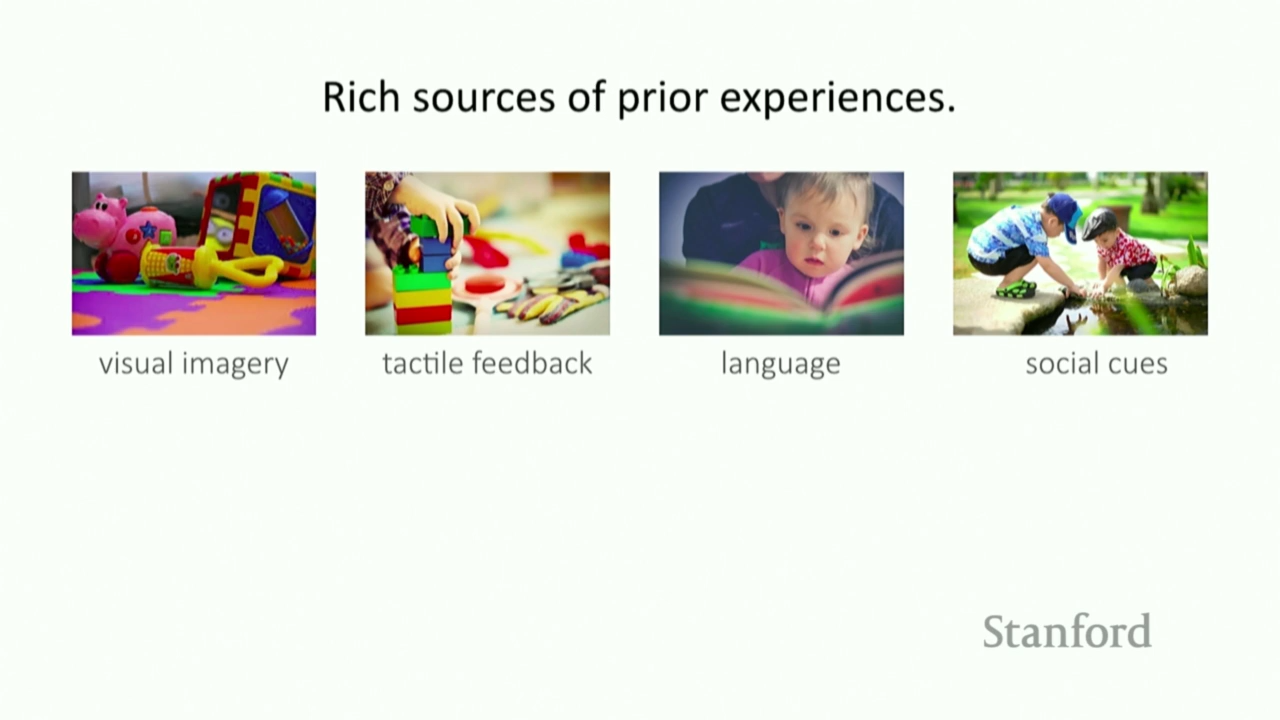 Rich sources of prior experiences.
visual imagery
tactile feedback
language
social cues
Stanford